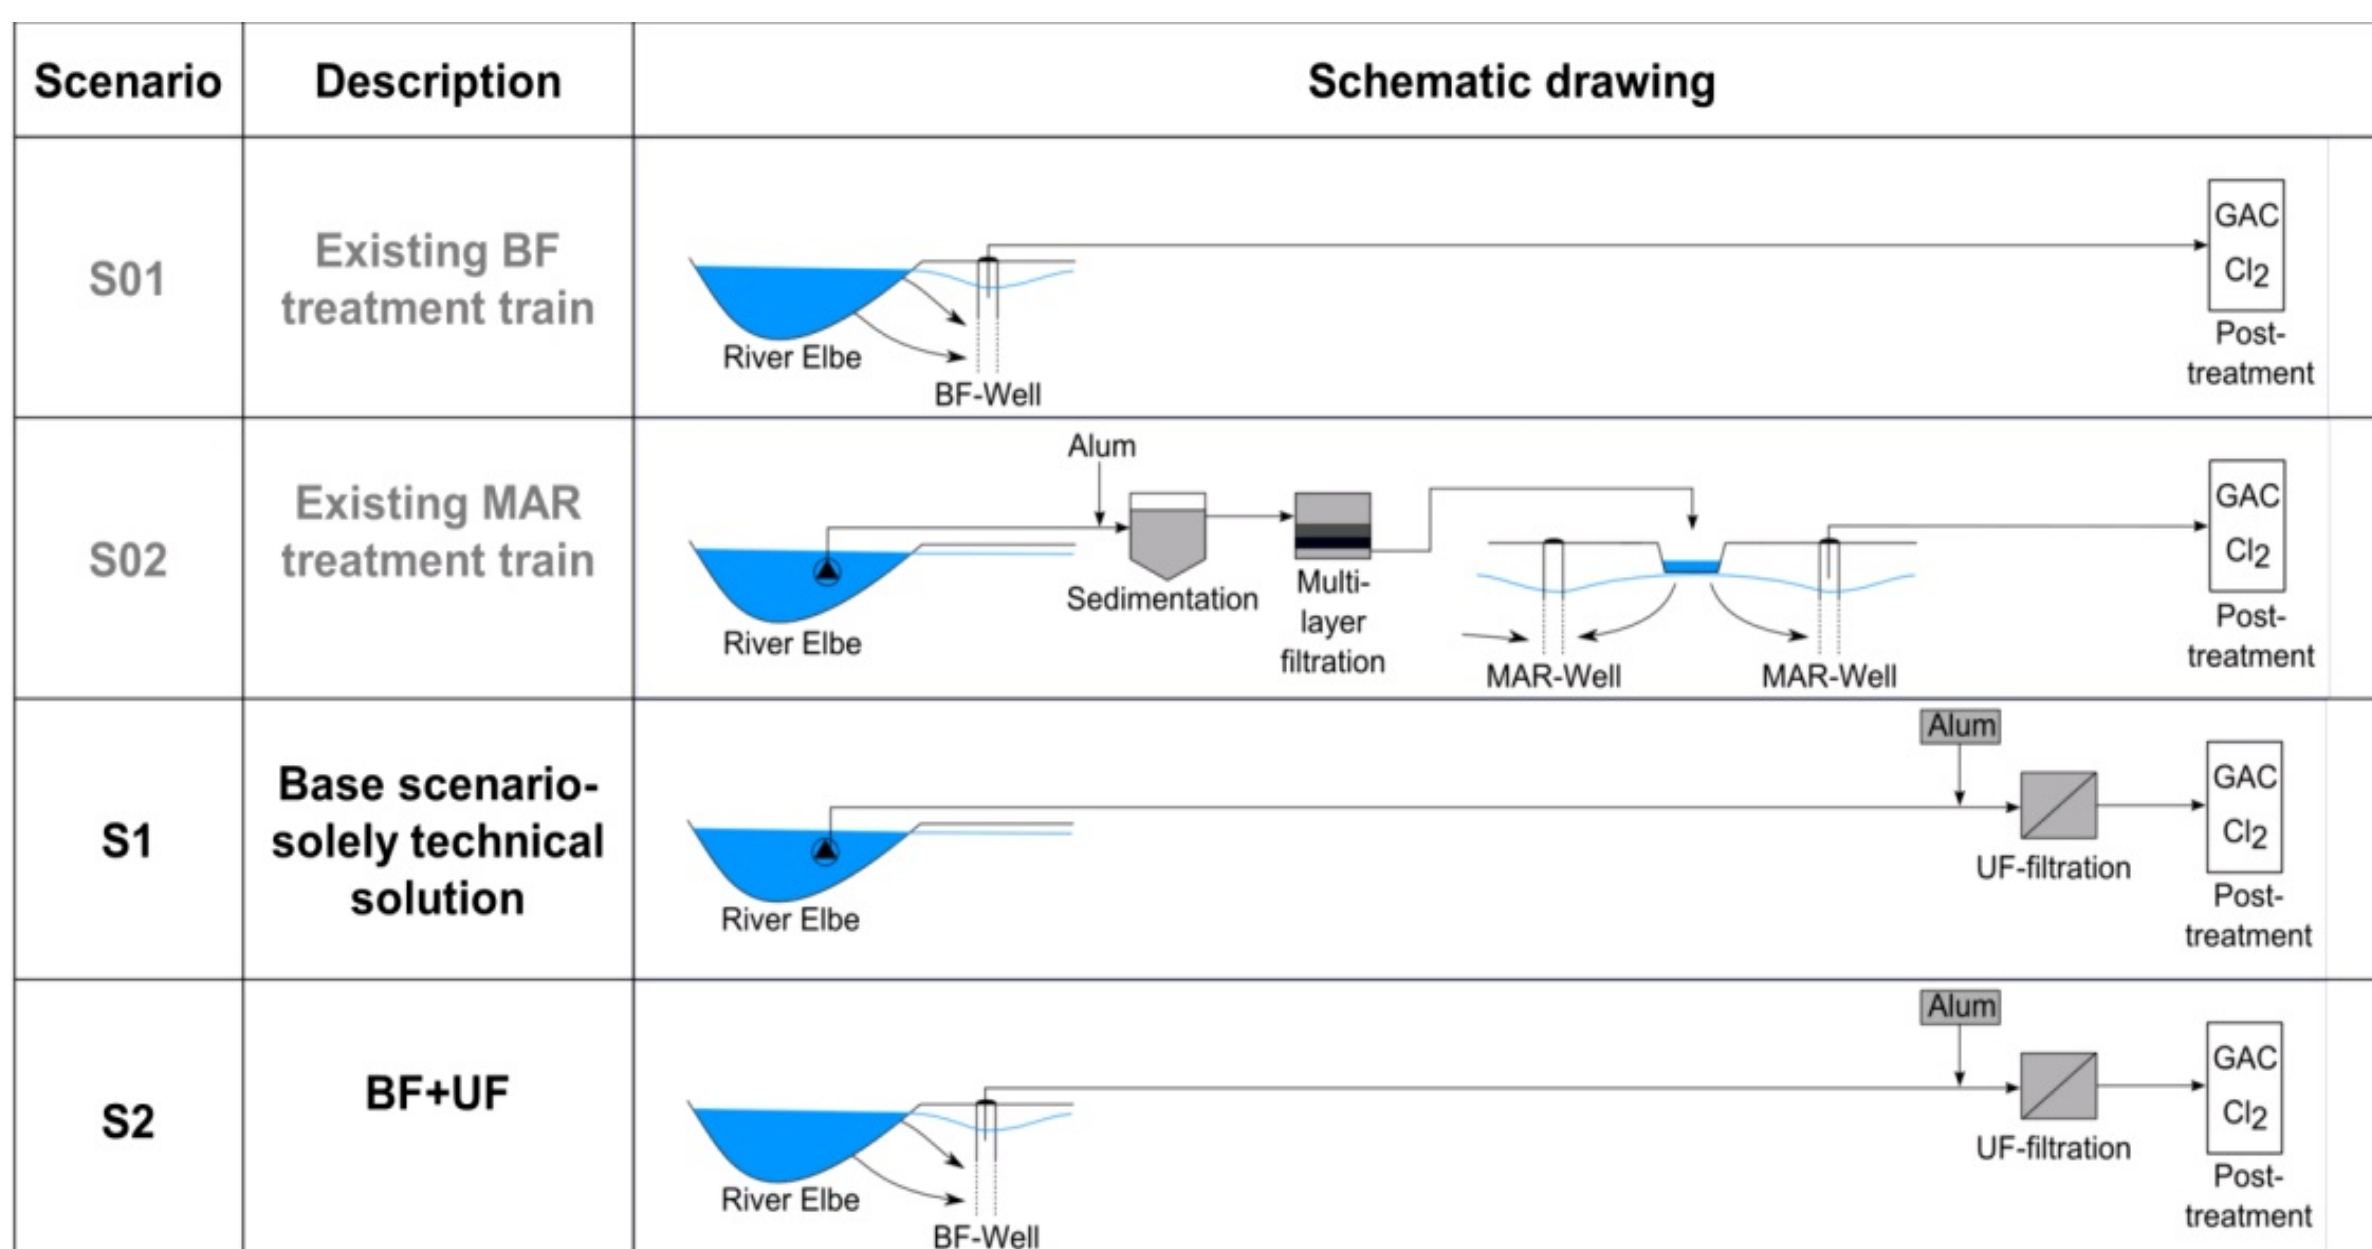 Scenario
Description
Schematic drawing
S01
Existing BF
treatment train
River Elbe
BF-Well
GAC
Cl2
Post-
treatment
S02
Existing MAR
treatment train
River Elbe
Alum
Sedimentation
Multi-
layer
filtration
MAR-Well
MAR-Well
GAC
Cl2
Post-
treatment
S1
Base scenario-
solely technical
solution
River Elbe
Alum
UF-filtration
GAC
Cl2
Post-
treatment
S2
BF+UF
River Elbe
BF-Well
Alum
UF-filtration
GAC
Cl2
Post-
treatment